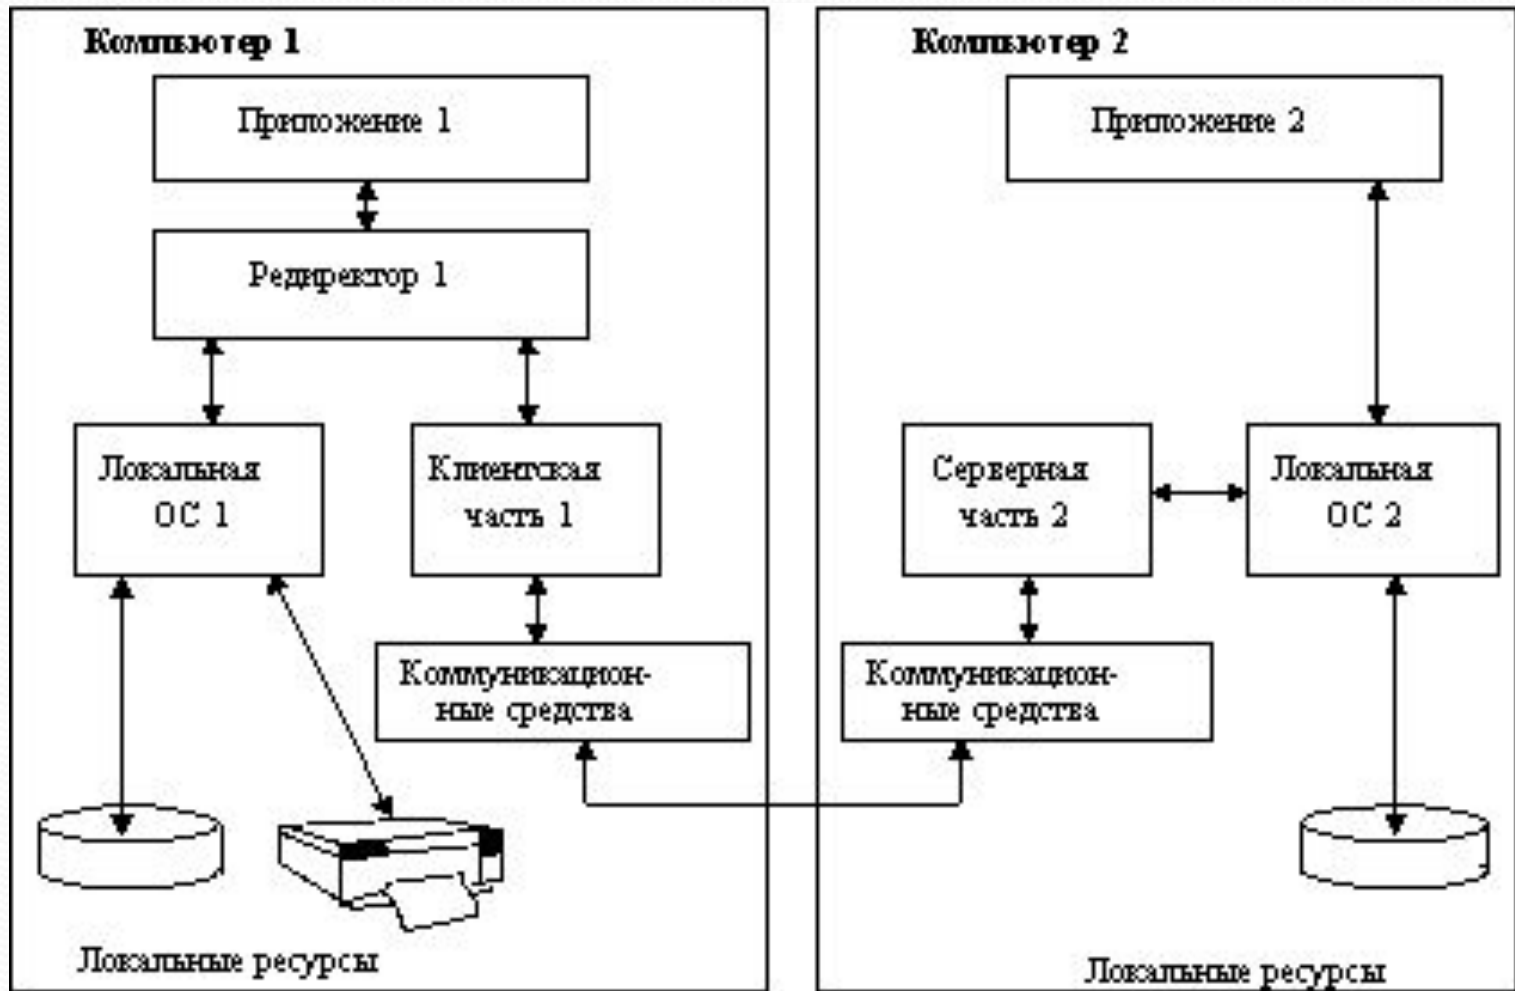 Компьютер 1
Приложение 1
Редиректор 1
Локальная
ОС 1
Клиентская
часть 1
Коммуникацион-
ные средства
Локальные ресурсы
Компьютер 2
Приложение 2
Серверная
часть 2
Локальная
ОС 2
Коммуникацион-
ные средства
Локальные ресурсы